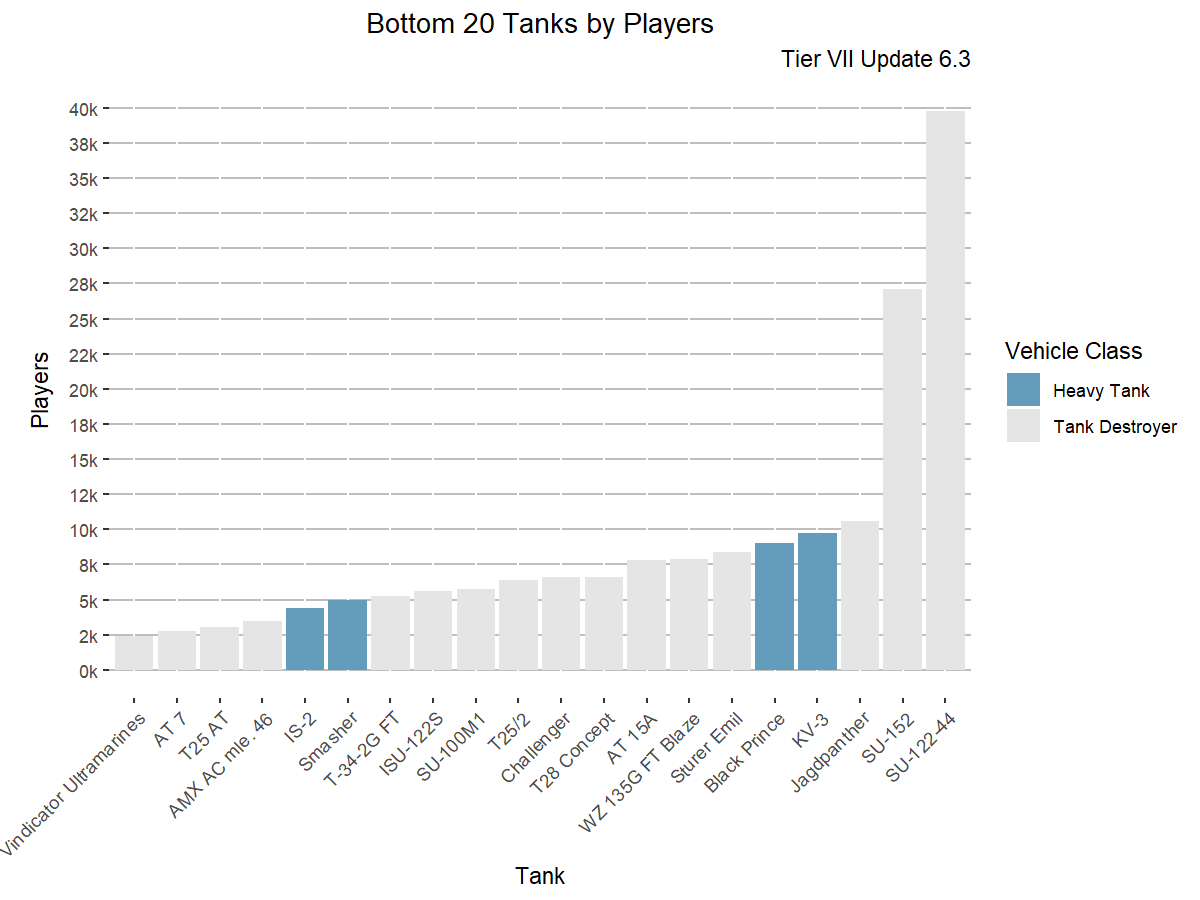 Bottom 20 Tanks by Players
Tier VII Update 6.3
Players
40k
38k
35k
32k
30k
28k
25k
22k
20k
18k
15k
12k
10k
8k
5k
2k
0k
Vindicator Ultramarines
AT 7
T25 AT
AMX AC mle. 46
IS-2
Smasher
T-34-2G FT
ISU-122S
SU-100M1
T25/2
Challenger
T28 Concept
AT 15A
WZ 135G FT Blaze
Sturer Emil
Black Prince
KV-3
Jagdpanther
SU-152
SU-122-44
Tank
Vehicle Class
Heavy Tank
Tank Destroyer